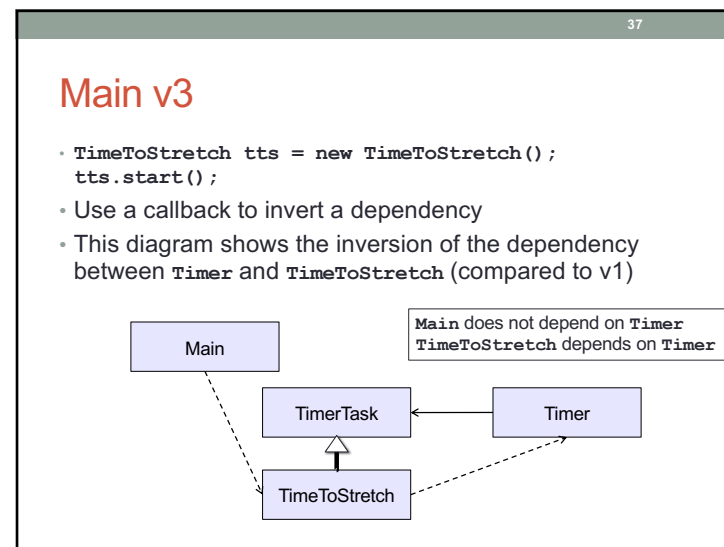 37
Main v3
• TimeToStretch tts = new TimeToStretch();
tts.start();
• Use a callback to invert a dependency
• This diagram shows the inversion of the dependency
between Timer and TimeToStretch (compared to v1)
Main does not depend on Timer
TimeToStretch depends on Timer
Main
TimerTask
Timer
TimeToStretch